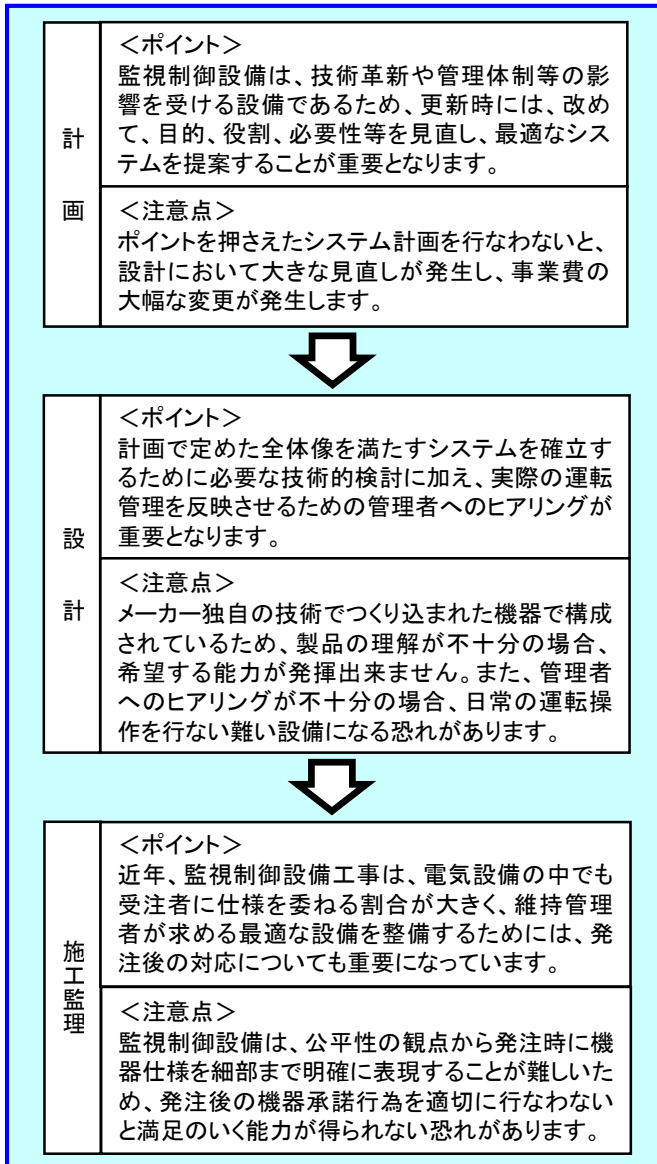 計画
＜ポイント＞
監視制御設備は、技術革新や管理体制等の影
響を受ける設備であるため、更新時には、改め
て、目的、役割、必要性等を見直し、最適なシス
テムを提案することが重要となります。
＜注意点＞
ポイントを押さえたシステム計画を行なわないと、
設計において大きな見直しが発生し、事業費の
大幅な変更が発生します。
設計
＜ポイント＞
計画で定めた全体像を満たすシステムを確立す
るために必要な技術的検討に加え、実際の運転
管理を反映させるための管理者へのヒアリングが
重要となります。
＜注意点＞
メーカー独自の技術でつくり込まれた機器で構成
されているため、製品の理解が不十分の場合、
希望する能力が発揮出来ません。また、管理者
へのヒアリングが不十分の場合、日常の運転操
作を行ない難い設備になる恐れがあります。
施工監理
＜ポイント＞
近年、監視制御設備工事は、電気設備の中でも
受注者に仕様を委ねる割合が大きく、維持管理
者が求める最適な設備を整備するためには、発
注後の対応についても重要になっています。
＜注意点＞
監視制御設備は、公平性の観点から発注時に機
器仕様を細部まで明確に表現することが難しいた
め、発注後の機器承諾行為を適切に行なわない
と満足のいく能力が得られない恐れがあります。